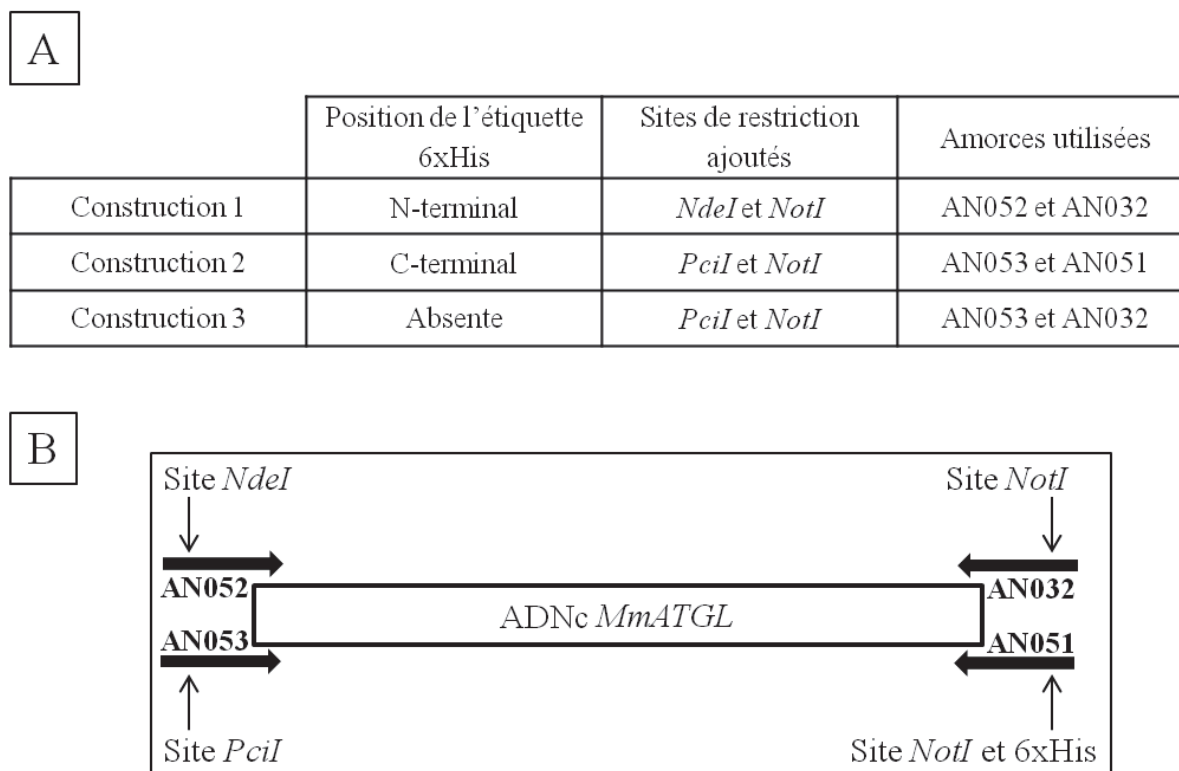 A
Position de l'étiquette 6xHis Sites de restriction ajoutés Amorces utilisées
Construction 1 N-terminal NdeI et NotI AN052 et AN032
Construction 2 C-terminal PciI et NotI AN053 et AN051
Construction 3 Absente PciI et NotI AN053 et AN032
B
Site NdeI Site NotI
AN052 AN032
ADNc MmATGL
AN053 AN051
Site PciI Site NotI et 6xHis